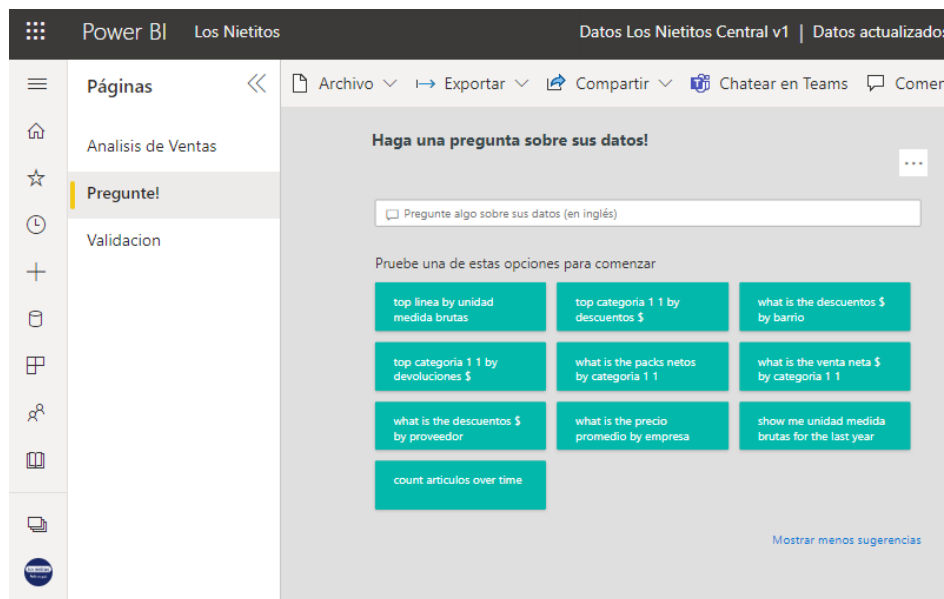 Power BI Los Nietitos Datos Los Nietitos Central v1 | Datos actualizados
Páginas
Archivo Exportar Compartir Chatear en Teams Comen
Analisis de Ventas
Pregunte!
Validacion
Haga una pregunta sobre sus datos!
Pregunte algo sobre sus datos (en inglés)
Pruebe una de estas opciones para comenzar
top linea by unidad
medida brutas
top categoria 1 1 by
descuentos $
what is the descuentos $
by barrio
top categoria 1 1 by
devoluciones $
what is the packs netos
by categoria 1 1
what is the venta neta $
by categoria 1 1
what is the descuentos $
by proveedor
what is the precio
promedio by empresa
show me unidad medida
brutas for the last year
count articulos over time
Mostrar menos sugerencias